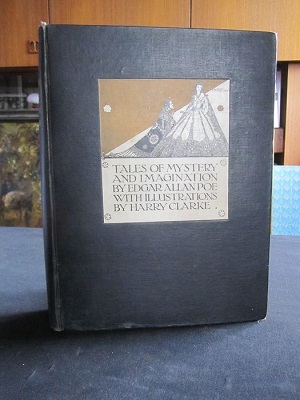 TALES OF MYSTERY
AND IMAGINATION
BY EDGAR ALLAN POE
WITH ILLUSTRATIONS
BY HARRY CLARKE .